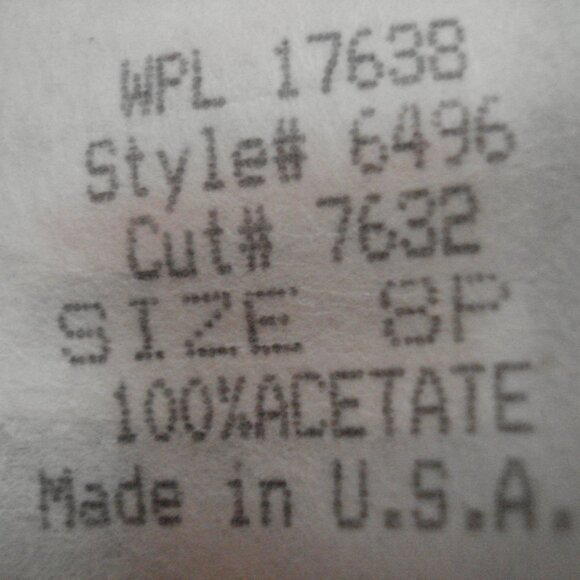 WPL 17638
Style# 6496
Cut# 7632
SIZE 8P
100%ACETATE
Made in U.S.A.